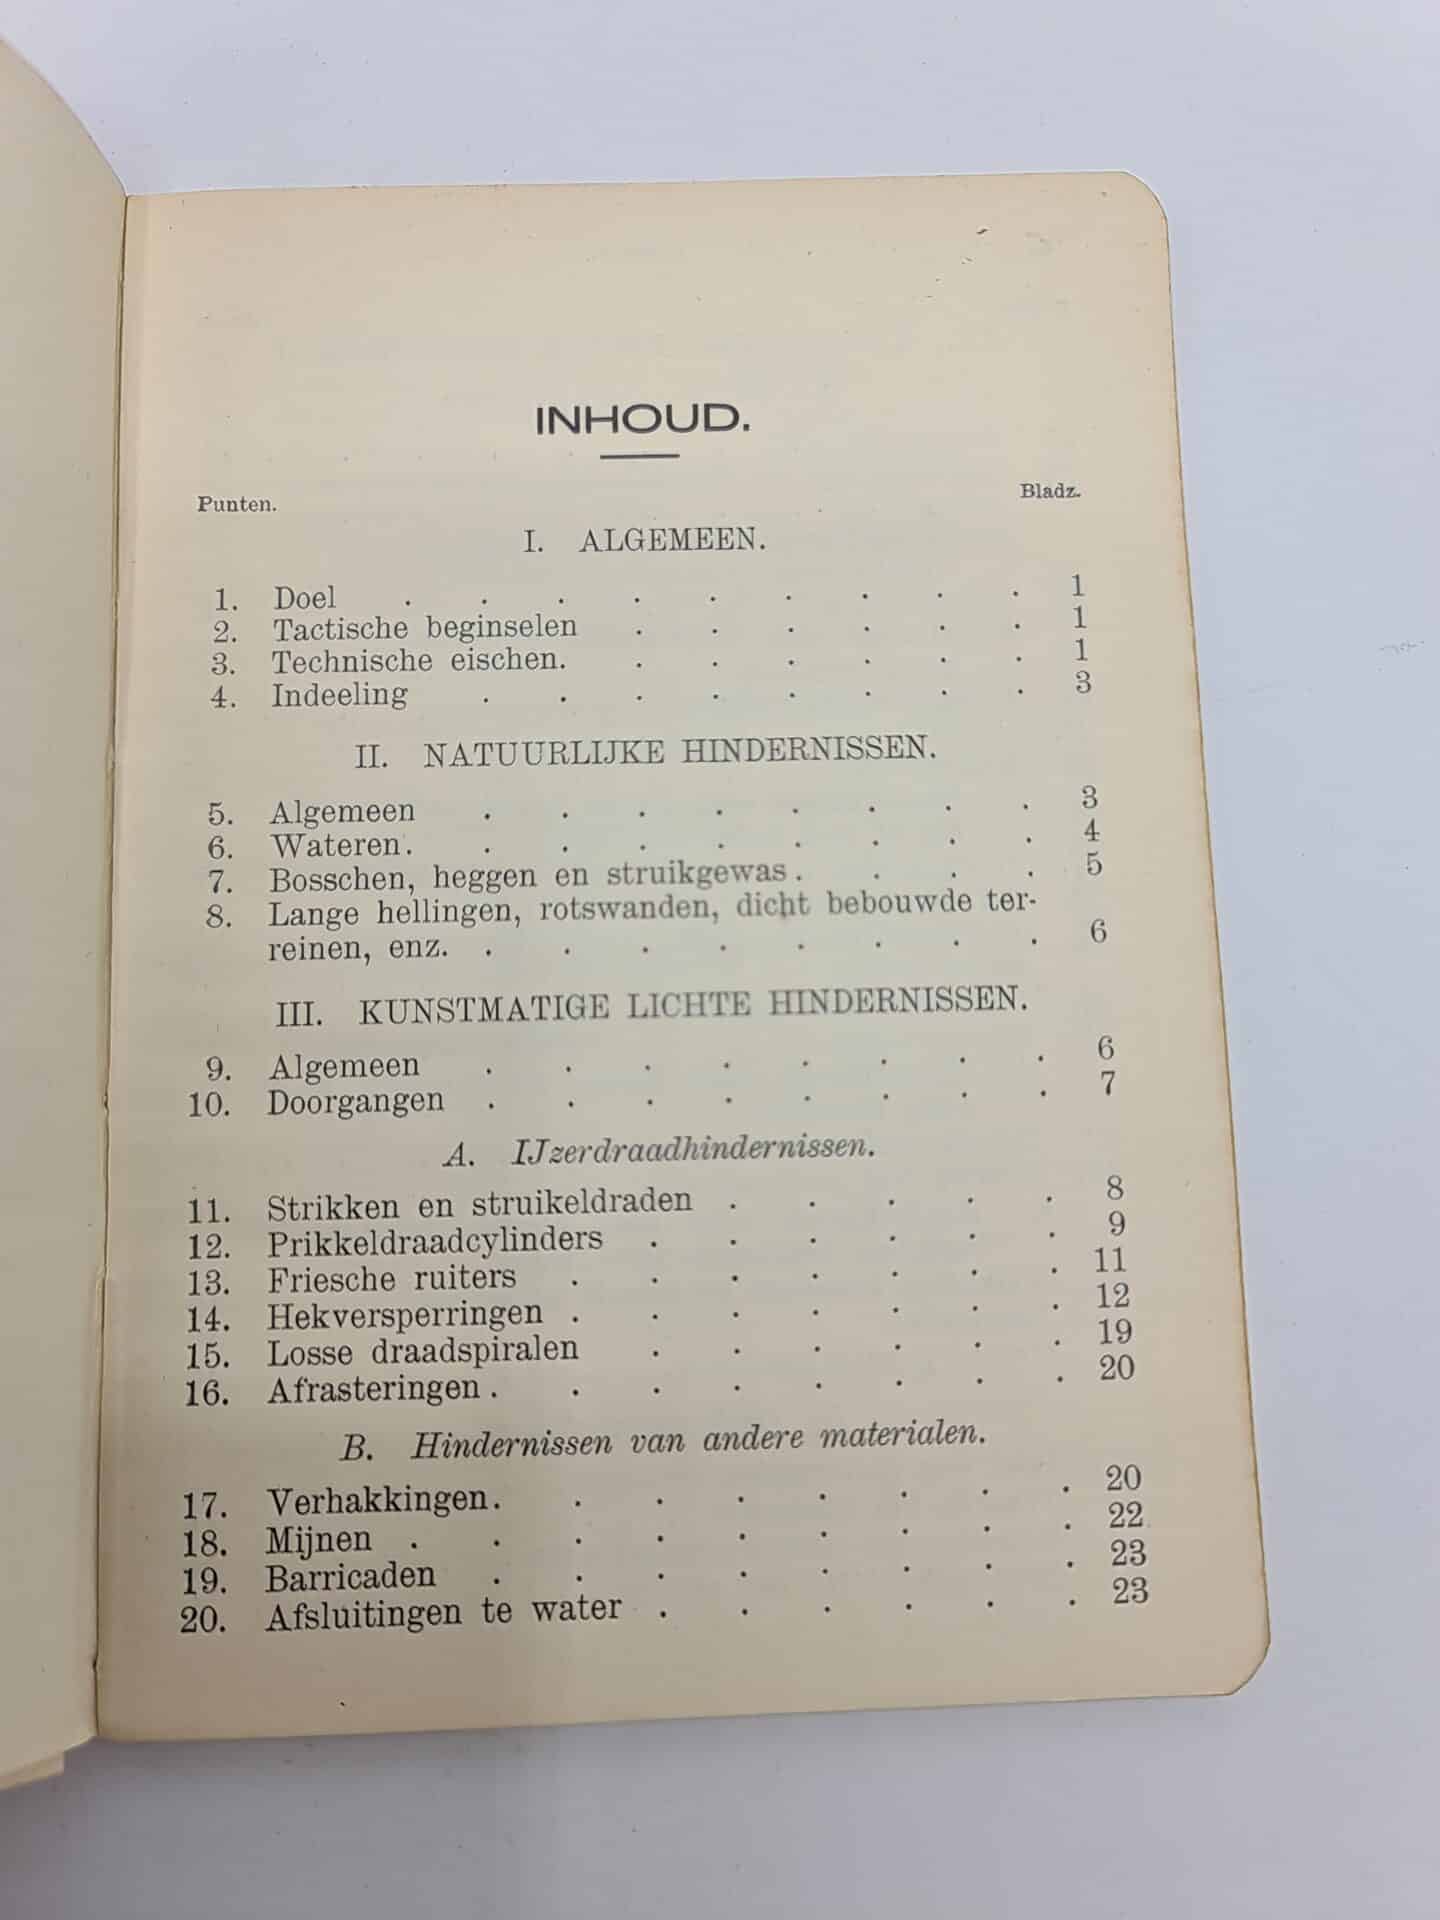 INHOUD.
Punten. Bladz.
I. ALGEMEEN.
1. Doel . . . . . . . . . 1
2. Tactische beginselen . . . . . . 1
3. Technische eischen. . . . . . . 1
4. Indeeling . . . . . . . . 3
II. NATUURLIJKE HINDERNISSEN.
5. Algemeen . . . . . . . . 3
6. Wateren. . . . . . . . . 4
7. Bosschen, heggen en struikgewas . . . . 5
8. Lange hellingen, rotswanden, dicht bebouwde ter-
reinen, enz. . . . . . . . . 6
III. KUNSTMATIGE LICHTE HINDERNISSEN.
9. Algemeen . . . . . . . . 6
10. Doorgangen . . . . . . . . 7
A. IJzerdraadhindernissen.
11. Strikken en struikeldraden . . . . . 8
12. Prikkeldraadcylinders . . . . . . 9
13. Friesche ruiters . . . . . . . 11
14. Hekversperringen . . . . . . . 12
15. Losse draadspiralen . . . . . . 19
16. Afrasteringen . . . . . . . . 20
B. Hindernissen van andere materialen.
17. Verhakkingen. . . . . . . . 20
18. Mijnen . . . . . . . . . 22
19. Barricaden . . . . . . . . 23
20. Afsluitingen te water . . . . . . 23